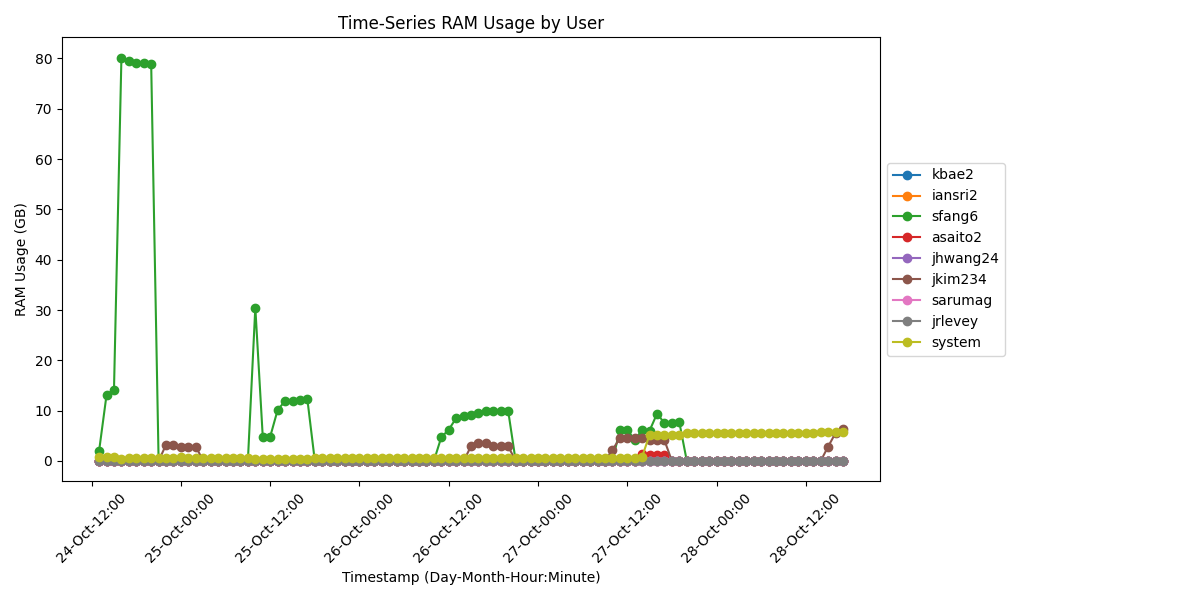 Time-Series RAM Usage by User
80
70
60
50
40
30
20
10
0
RAM Usage (GB)
24-Oct-12:00
25-Oct-00:00
25-Oct-12:00
26-Oct-00:00
26-Oct-12:00
27-Oct-00:00
27-Oct-12:00
28-Oct-00:00
28-Oct-12:00
Timestamp (Day-Month-Hour:Minute)
kbae2
iansri2
sfang6
asaito2
jhwang24
jkim234
sarumag
jrlevey
system